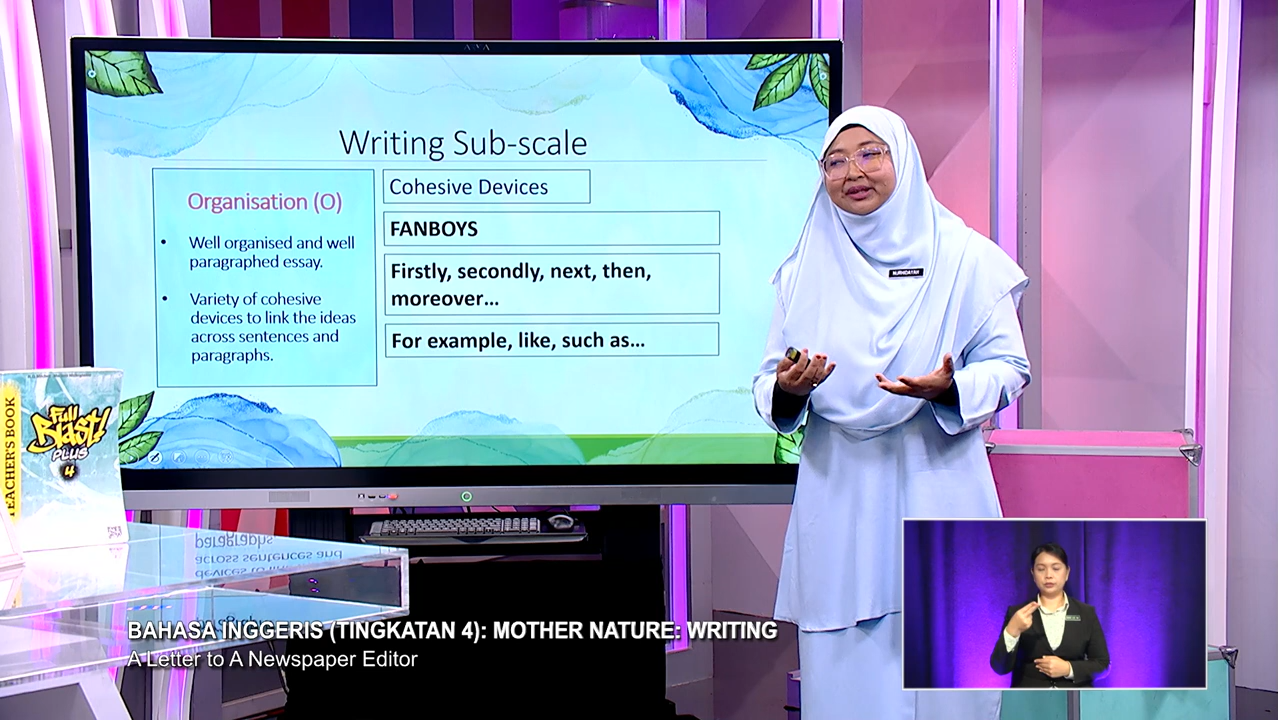 Writing Sub-scale
Organisation (O)
• Well organised and well
paragraphed essay.
• Variety of cohesive
devices to link the ideas
across sentences and
paragraphs.
Cohesive Devices
FANBOYS
Firstly, secondly, next, then,
moreover...
For example, like, such as...
NURHIDAYAH
TEACHER'S BOOK
Full
Blast!
PLUS
4
BAHASA INGGERIS (TINGKATAN 4): MOTHER NATURE: WRITING
A Letter to A Newspaper Editor